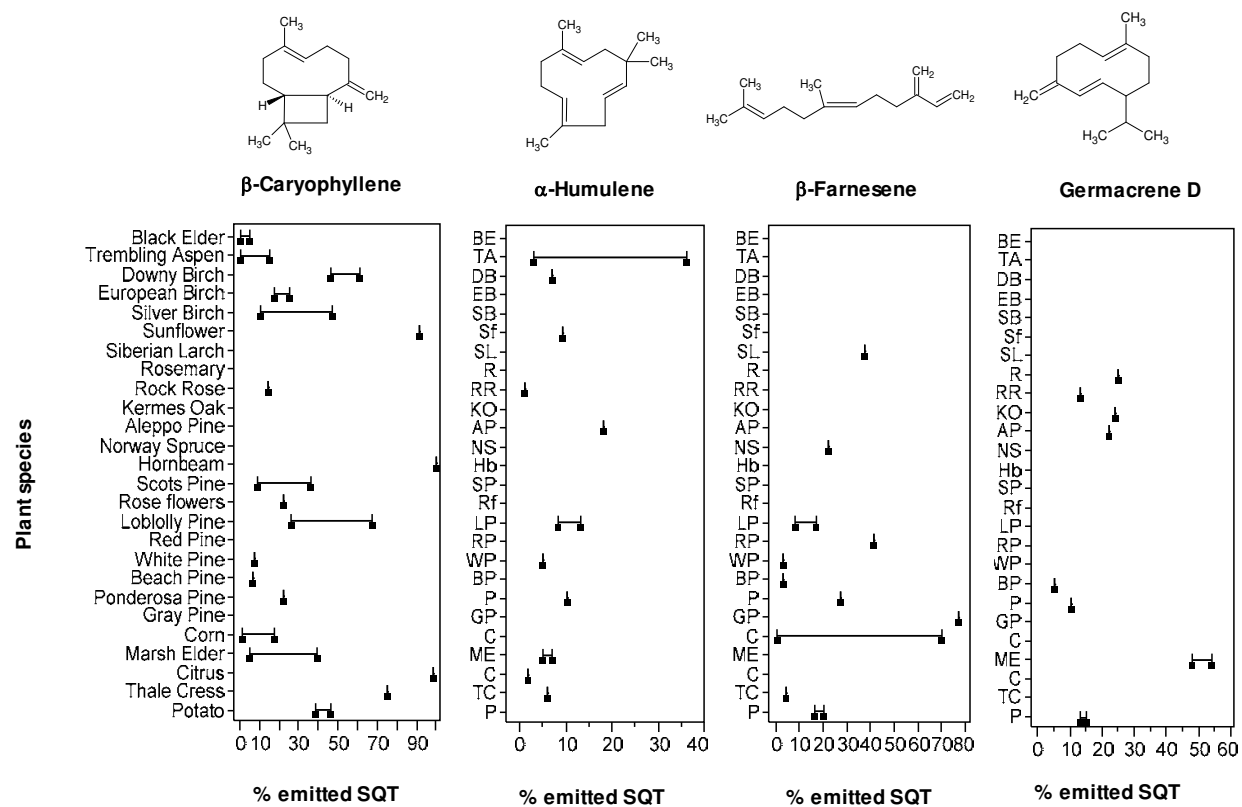 CH₃
CH₂
H
H
H₃C
CH₃
β-Caryophyllene
CH₃
CH₃
CH₃
H₃C
α-Humulene
CH₃
H₃C
H₃C
CH₂
CH₂
β-Farnesene
CH₃
H₂C
H₃C
CH₃
Germacrene D
Plant species
Black Elder
Trembling Aspen
Downy Birch
European Birch
Silver Birch
Sunflower
Siberian Larch
Rosemary
Rock Rose
Kermes Oak
Aleppo Pine
Norway Spruce
Hornbeam
Scots Pine
Rose flowers
Loblolly Pine
Red Pine
White Pine
Beach Pine
Ponderosa Pine
Gray Pine
Corn
Marsh Elder
Citrus
Thale Cress
Potato
0 10 30 50 70 90
% emitted SQT
BE
TA
DB
EB
SB
Sf
SL
R
RR
KO
AP
NS
Hb
SP
Rf
LP
RP
WP
BP
P
GP
C
ME
C
TC
P
0 10 20 30 40
% emitted SQT
BE
TA
DB
EB
SB
Sf
SL
R
RR
KO
AP
NS
Hb
SP
Rf
LP
RP
WP
BP
P
GP
C
ME
C
TC
P
0 10 20 30 40 50 60 70 80
% emitted SQT
BE
TA
DB
EB
SB
Sf
SL
R
RR
KO
AP
NS
Hb
SP
Rf
LP
RP
WP
BP
P
GP
C
ME
C
TC
P
0 10 20 30 40 50 60
% emitted SQT